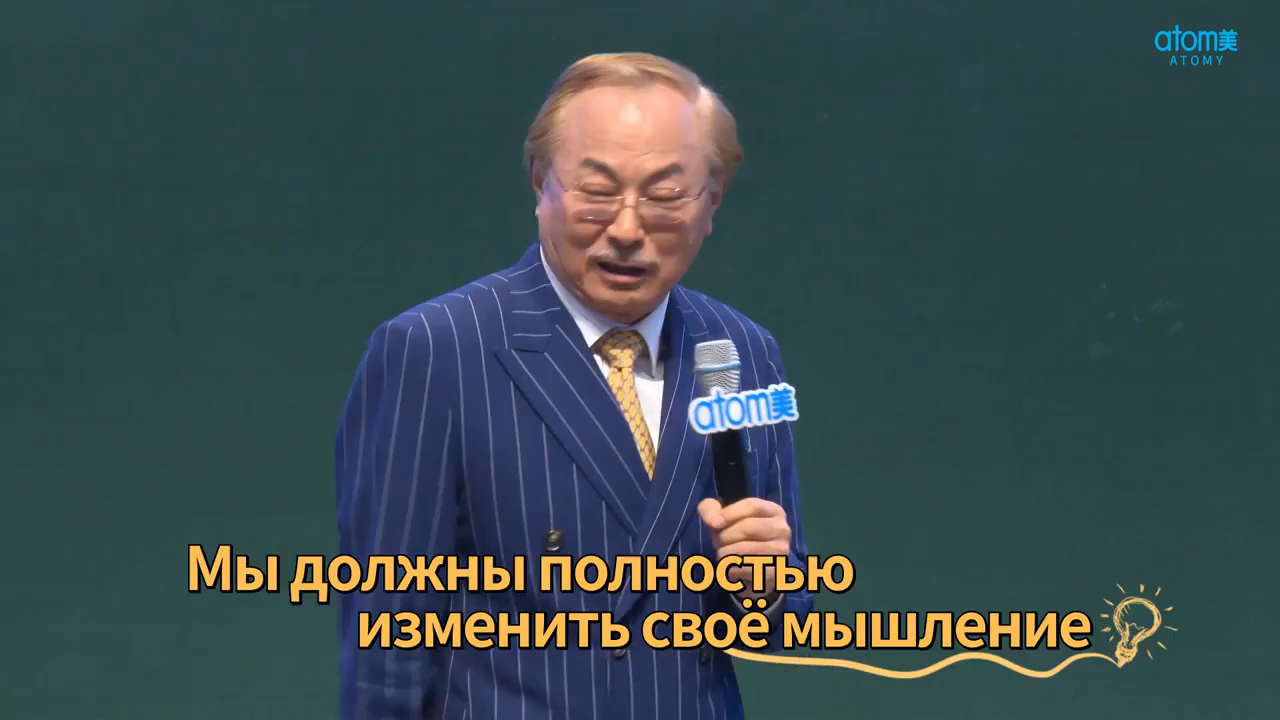 atom美
ATOMY
atom美
Мы должны полностью
изменить своё мышление